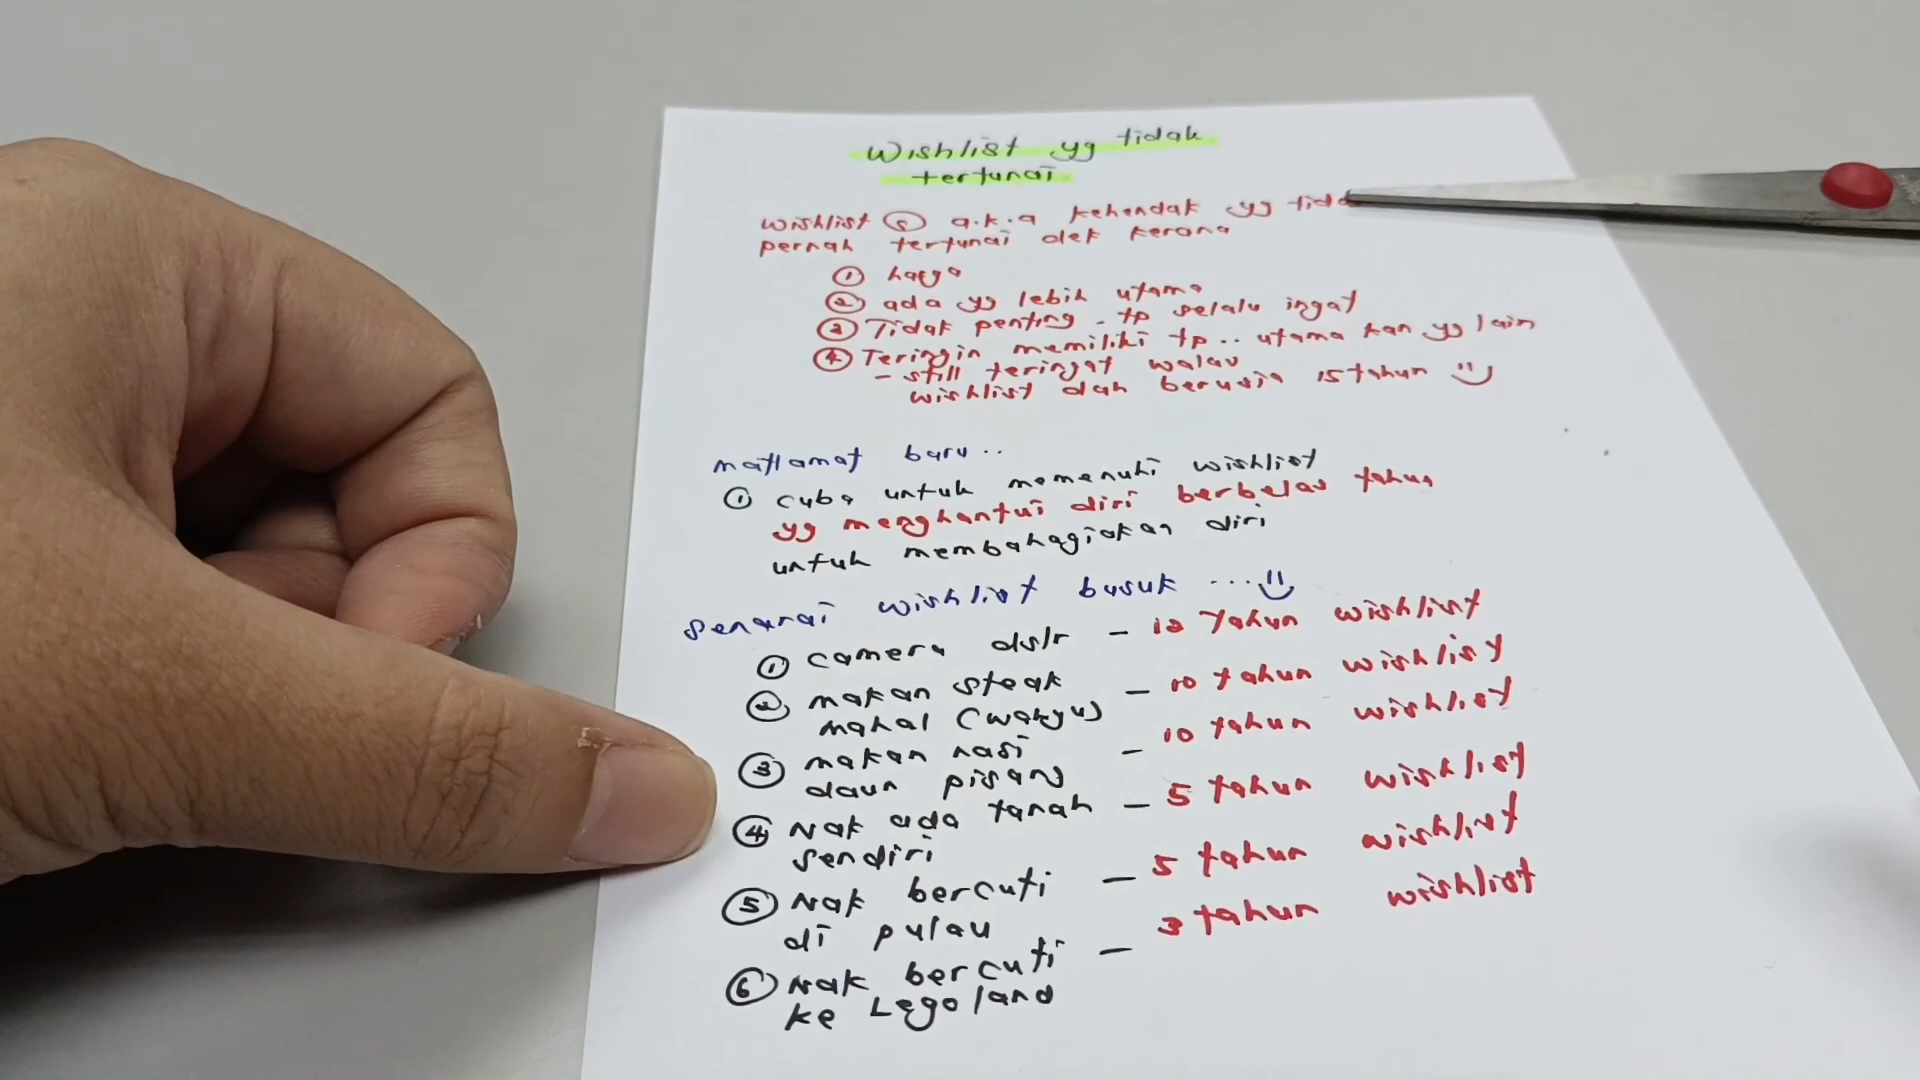 Wishlist yg tidak
tertunai
Wishlist (s) a.k.a kehendak yg
pernah tertunai dek kerana
① harga
② ada yg lebih utama
③ Tidak penting - tp selalu ingat
④ Teringin memiliki tp.. utama kan yg lain
- still teringat walau
wishlist dah berusia 15 tahun
matlamat baru..
① cuba untuk memenuhi wishlist
yg menghantui diri berbelas tahun
untuk membahagiakan diri
Senarai wishlist busuk ...
① camera dslr - 12 Tahun wishlist
② makan steak - 10 tahun wishlist
mahal (wagyu)
③ makan nasi - 10 tahun wishlist
daun pisang
④ Nak ada tanah - 5 tahun wishlist
sendiri
⑤ Nak bercuti - 5 tahun wishlist
di pulau
⑥ Nak bercuti - 3 tahun wishlist
ke Legoland